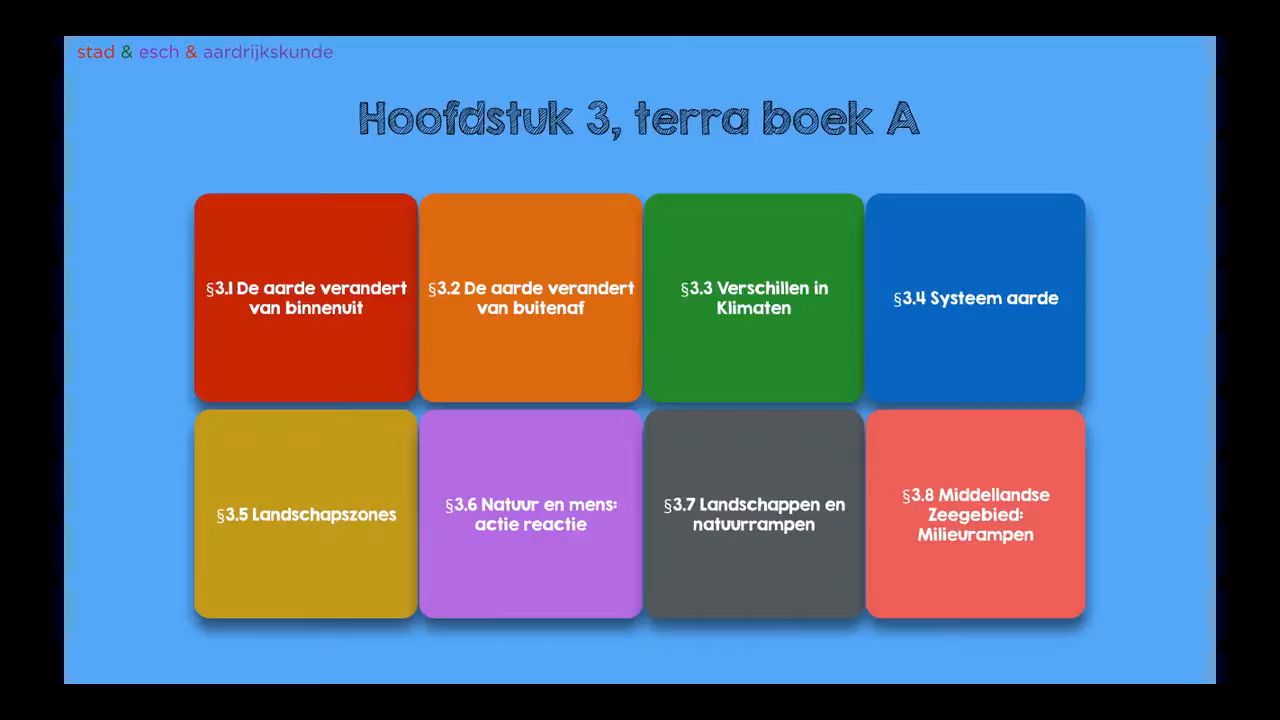 stad & esch & aardrijkskunde
Hoofdstuk 3, terra boek A
§3.1 De aarde verandert
van binnenuit
§3.2 De aarde verandert
van buitenaf
§3.3 Verschillen in
Klimaten
§3.4 Systeem aarde
§3.5 Landschapszones
§3.6 Natuur en mens:
actie reactie
§3.7 Landschappen en
natuurrampen
§3.8 Middellandse
Zeegebied:
Milieurampen